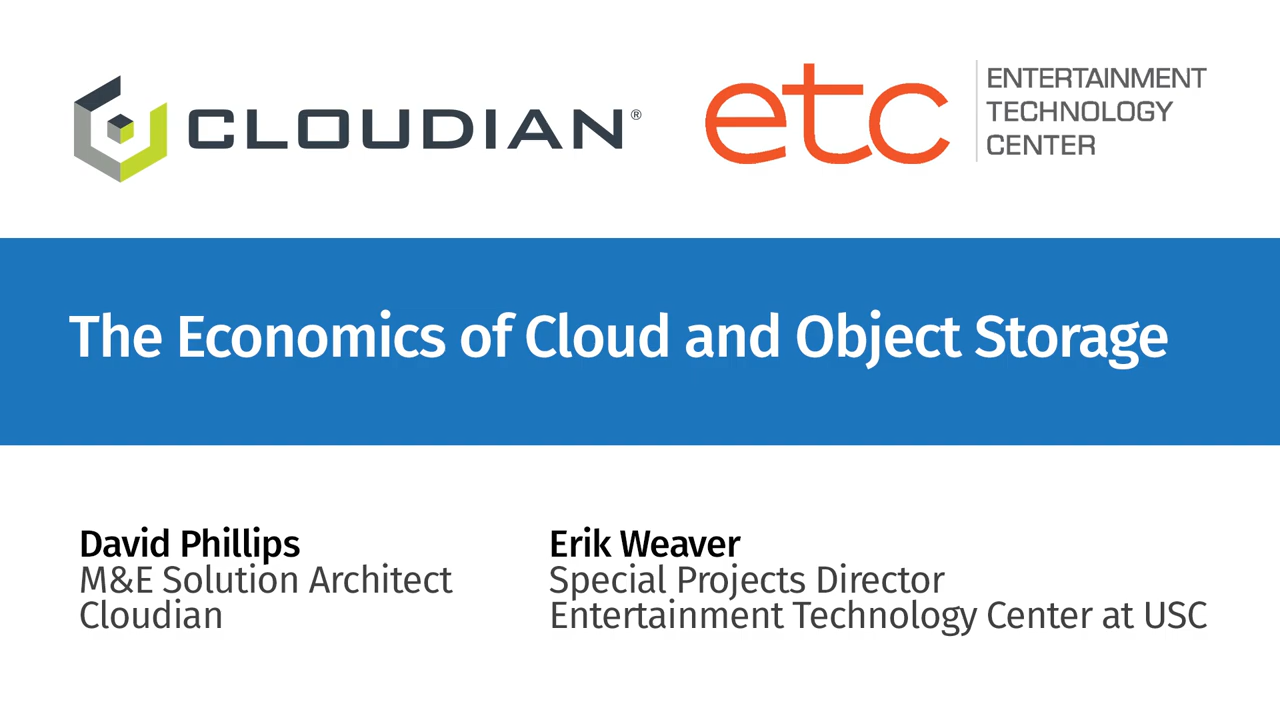 CLOUDIAN®
etc
ENTERTAINMENT
TECHNOLOGY
CENTER
The Economics of Cloud and Object Storage
David Phillips
M&E Solution Architect
Cloudian
Erik Weaver
Special Projects Director
Entertainment Technology Center at USC